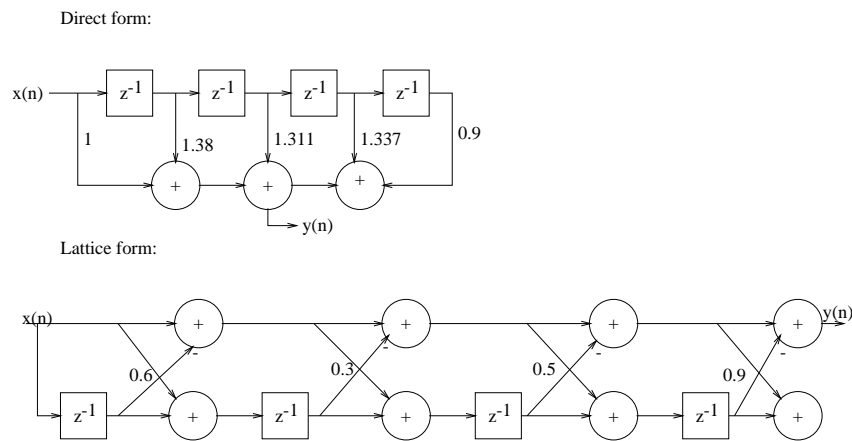 Direct form:
x(n) z-1 z-1 z-1 z-1
1 1.38 1.311 1.337 0.9
+ + +
y(n)
Lattice form:
x(n) + + + + y(n)
- - - -
0.6 0.3 0.5 0.9
z-1 + z-1 + z-1 + z-1 +